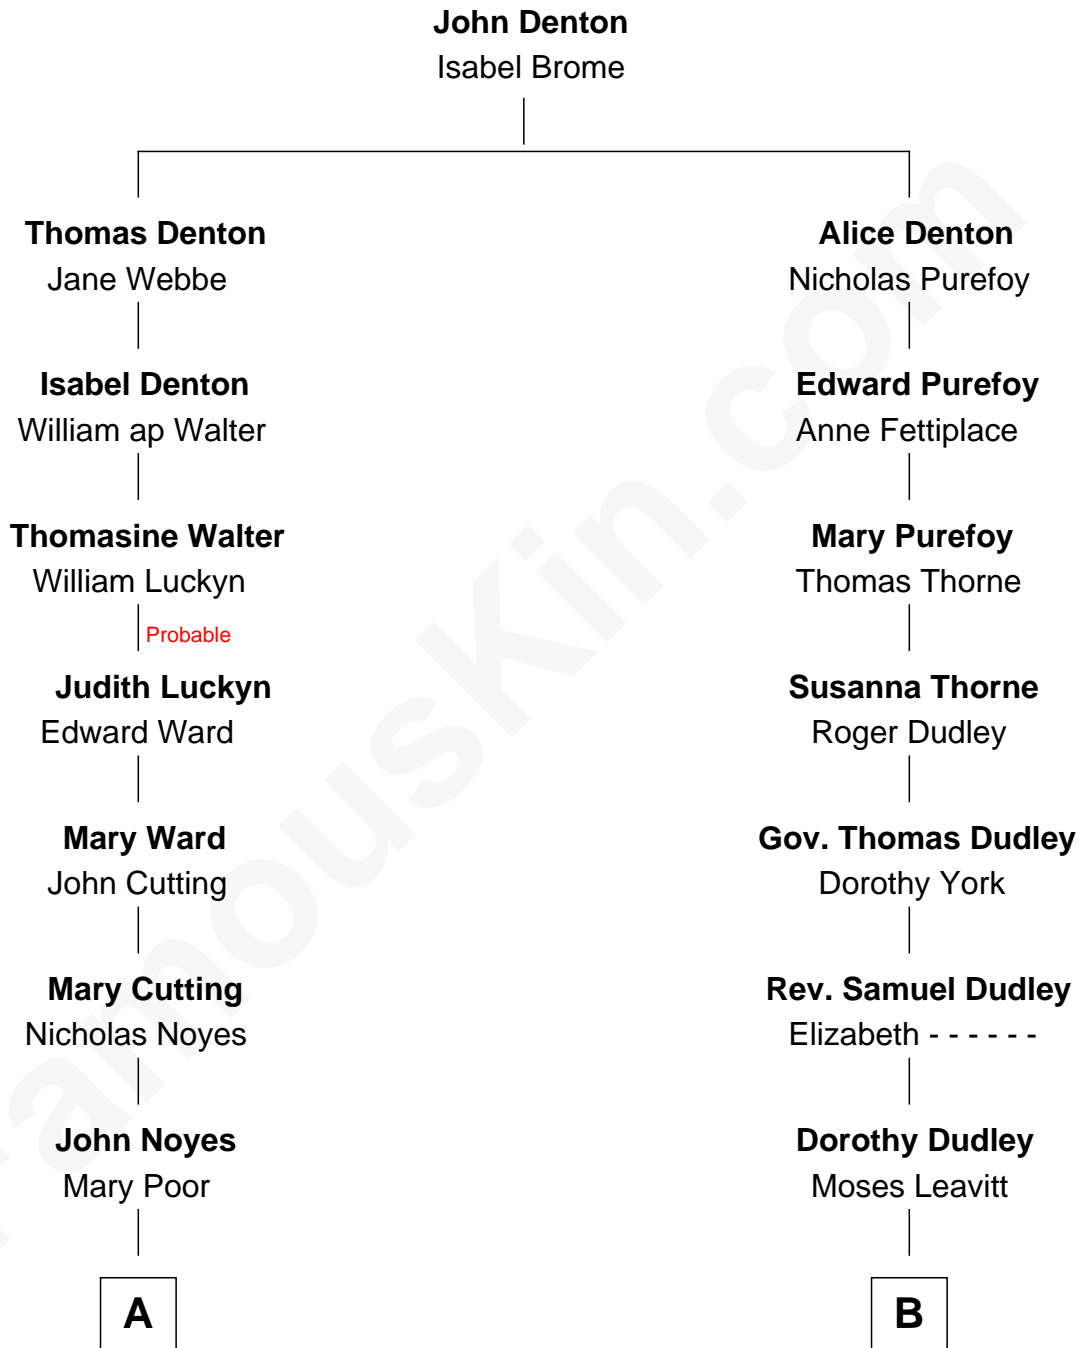 John Denton
Isabel Brome
Thomas Denton
Jane Webbe
Alice Denton
Nicholas Purefoy
Isabel Denton
William ap Walter
Edward Purefoy
Anne Fettiplace
Thomasine Walter
William Luckyn
Mary Purefoy
Thomas Thorne
Probable
Judith Luckyn
Edward Ward
Susanna Thorne
Roger Dudley
Mary Ward
John Cutting
Gov. Thomas Dudley
Dorothy York
Mary Cutting
Nicholas Noyes
Rev. Samuel Dudley
Elizabeth - - - - - -
John Noyes
Mary Poor
Dorothy Dudley
Moses Leavitt
A
B
FamousKin.com